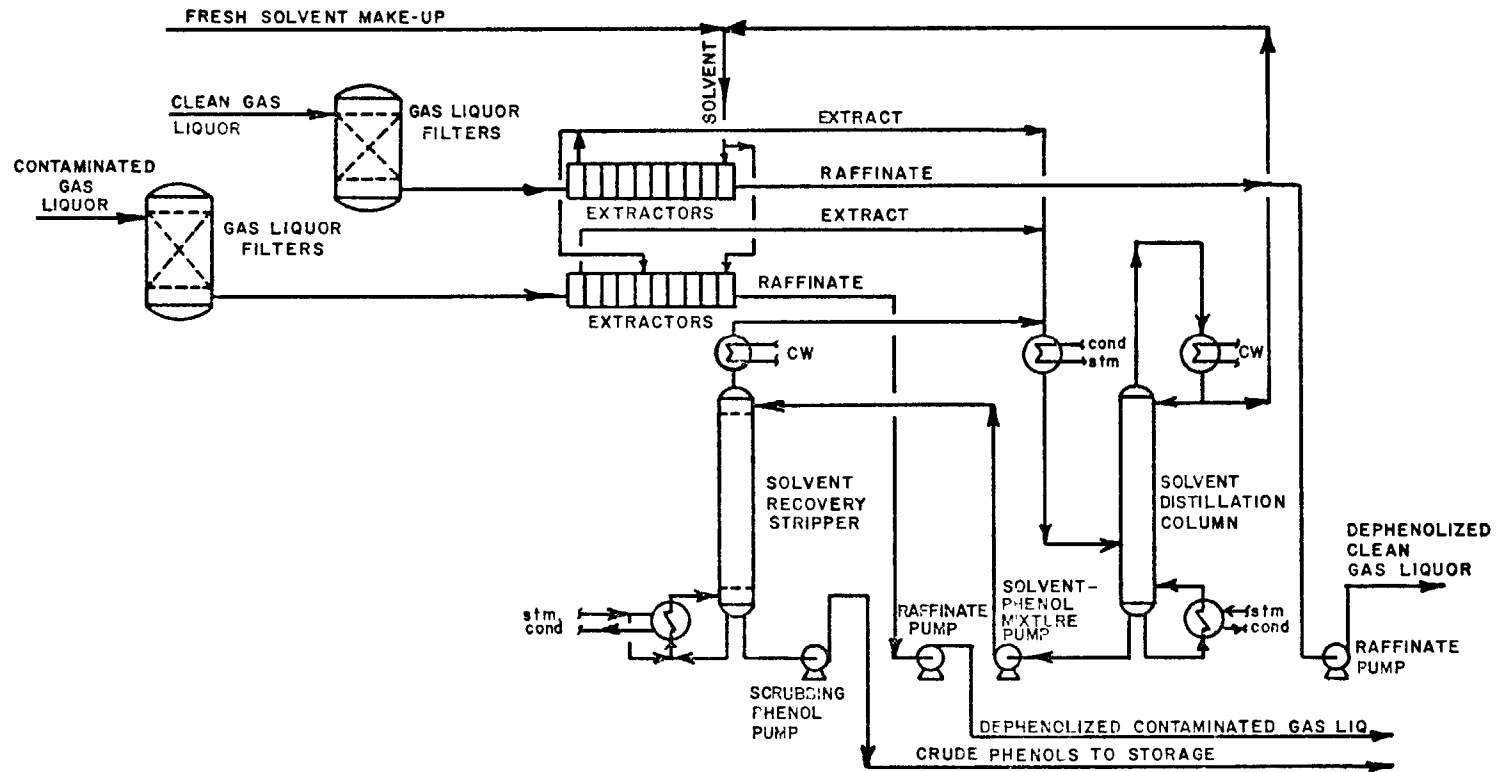 FRESH SOLVENT MAKE-UP
SOLVENT
CLEAN GAS
LIQUOR
GAS LIQUOR
FILTERS
EXTRACT
CONTAMINATED
GAS
LIQUOR
RAFFINATE
EXTRACTORS
EXTRACT
GAS LIQUOR
FILTERS
RAFFINATE
EXTRACTORS
CW
cond
stm
CW
SOLVENT
RECOVERY
STRIPPER
SOLVENT
DISTILLATION
COLUMN
DEPHENOLIZED
CLEAN
GAS LIQUOR
stm
cond
RAFFINATE
PUMP
SOLVENT-
PHENOL
MIXTURE
PUMP
stm
cond
RAFFINATE
PUMP
SCRUBBING
PHENOL
PUMP
DEPHENOLIZED CONTAMINATED GAS LIQ
CRUDE PHENOLS TO STORAGE